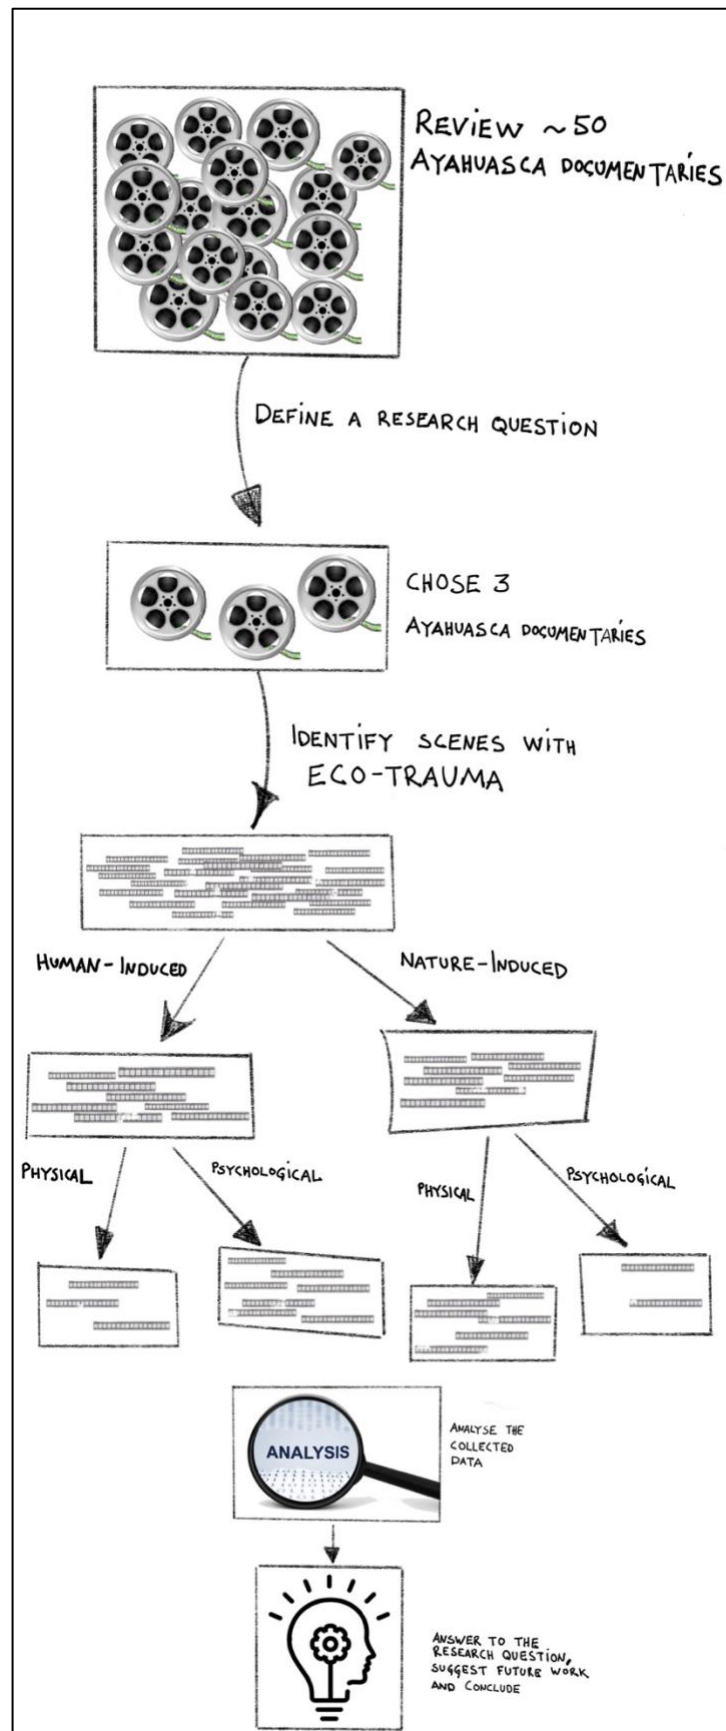 REVIEW ~50
AYAHUASCA DOCUMENTARIES
DEFINE A RESEARCH QUESTION
CHOSE 3
AYAHUASCA DOCUMENTARIES
IDENTIFY SCENES WITH
ECO-TRAUMA
HUMAN-INDUCED
NATURE-INDUCED
PHYSICAL
PSYCHOLOGICAL
PHYSICAL
PSYCHOLOGICAL
ANALYSIS
ANALYSE THE
COLLECTED
DATA
ANSWER TO THE
RESEARCH QUESTION,
SUGGEST FUTURE WORK
AND CONCLUDE